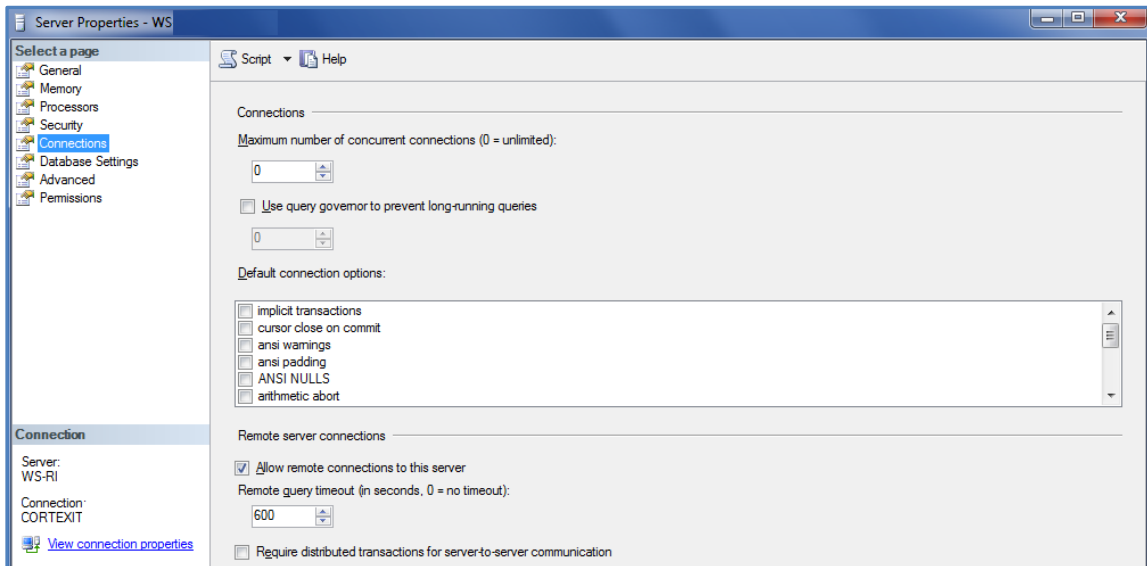 Server Properties - WS
Select a page
General
Memory
Processors
Security
Connections
Database Settings
Advanced
Permissions
Script Help
Connections
Maximum number of concurrent connections (0 = unlimited):
0
Use query governor to prevent long-running queries
0
Default connection options:
implicit transactions
cursor close on commit
ansi warnings
ansi padding
ANSI NULLS
arithmetic abort
Remote server connections
Allow remote connections to this server
Remote query timeout (in seconds, 0 = no timeout):
600
Require distributed transactions for server-to-server communication
Connection
Server:
WS-RI
Connection:
CORTEXIT
View connection properties